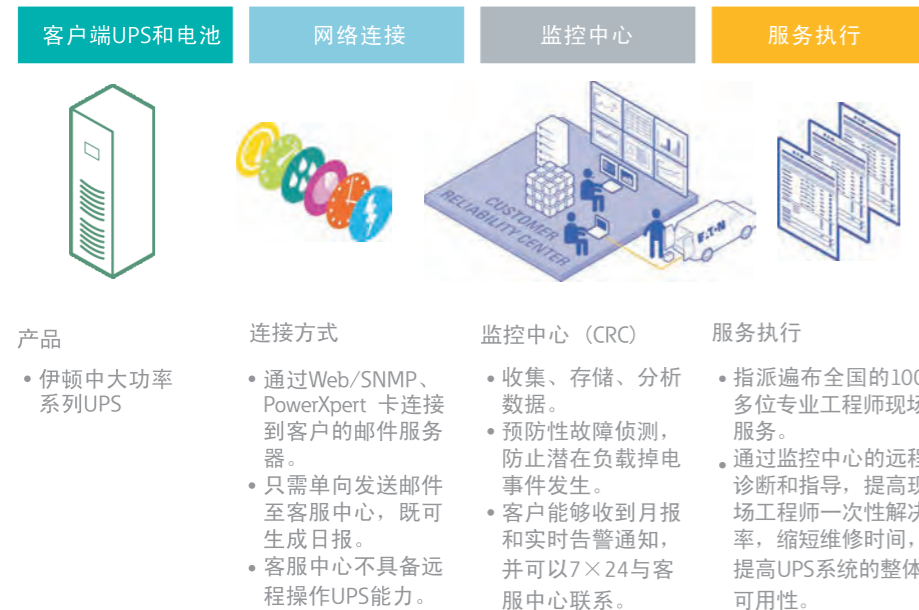 客户端UPS和电池
网络连接
监控中心
服务执行
CUSTOMER
RELIABILITY CENTER
EATON
产品
• 伊顿中大功率
系列UPS
连接方式
• 通过Web/SNMP、
PowerXpert 卡连接
到客户的邮件服务
器。
• 只需单向发送邮件
至客服中心，既可
生成日报。
• 客服中心不具备远
程操作UPS能力。
监控中心（CRC）
• 收集、存储、分析
数据。
• 预防性故障侦测，
防止潜在负载掉电
事件发生。
• 客户能够收到月报
和实时告警通知，
并可以7×24与客
服中心联系。
服务执行
• 指派遍布全国的100
多位专业工程师现场
服务。
• 通过监控中心的远程
诊断和指导，提高现
场工程师一次性解决
率，缩短维修时间，
提高UPS系统的整体
可用性。